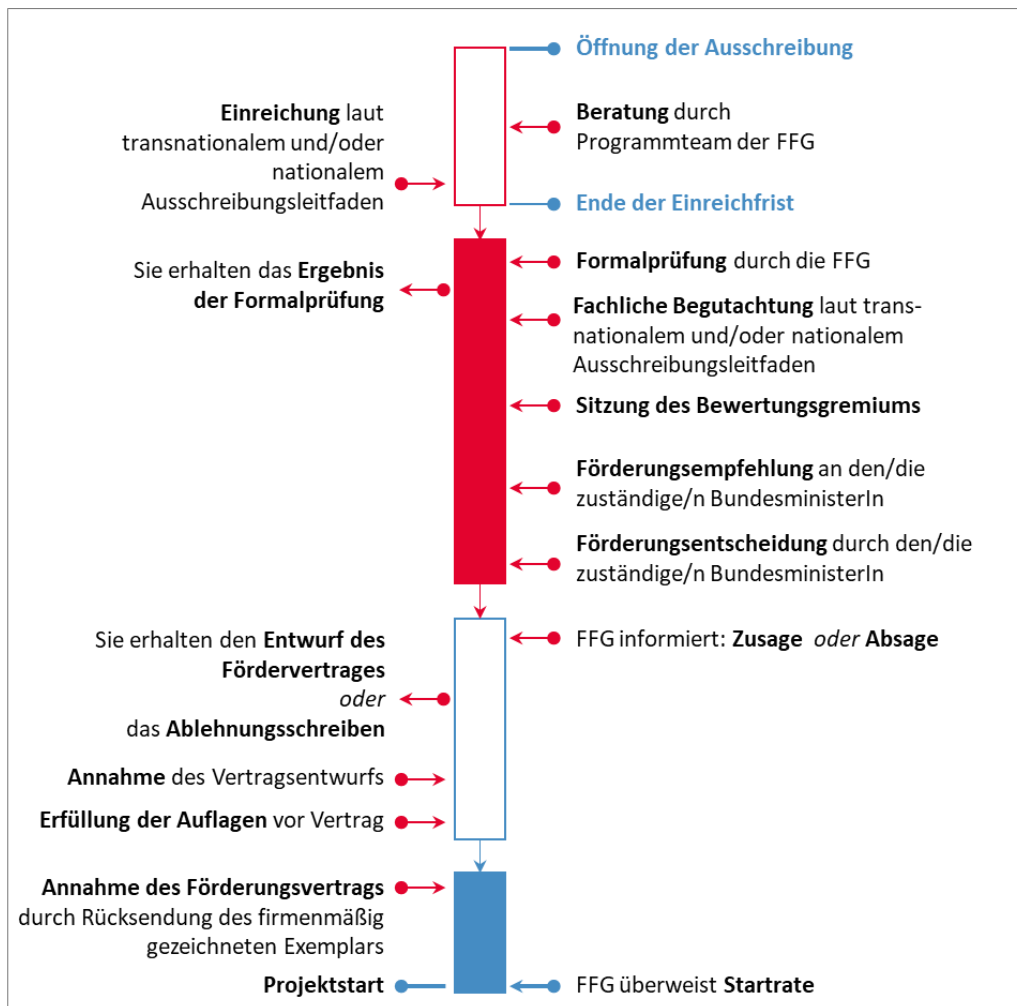 Öffnung der Ausschreibung
Einreichung laut
transnationalem und/oder
nationalem
Ausschreibungsleitfaden
Beratung durch
Programmteam der FFG
Ende der Einreichfrist
Formalprüfung durch die FFG
Sie erhalten das Ergebnis
der Formalprüfung
Fachliche Begutachtung laut trans-
nationalem und/oder nationalem
Ausschreibungsleitfaden
Sitzung des Bewertungsgremiums
Förderungsempfehlung an den/die
zuständige/n BundesministerIn
Förderungsentscheidung durch den/die
zuständige/n BundesministerIn
FFG informiert: Zusage oder Absage
Sie erhalten den Entwurf des
Fördervertrages
oder
das Ablehnungsschreiben
Annahme des Vertragsentwurfs
Erfüllung der Auflagen vor Vertrag
Annahme des Förderungsvertrags
durch Rücksendung des firmenmäßig
gezeichneten Exemplars
Projektstart
FFG überweist Startrate